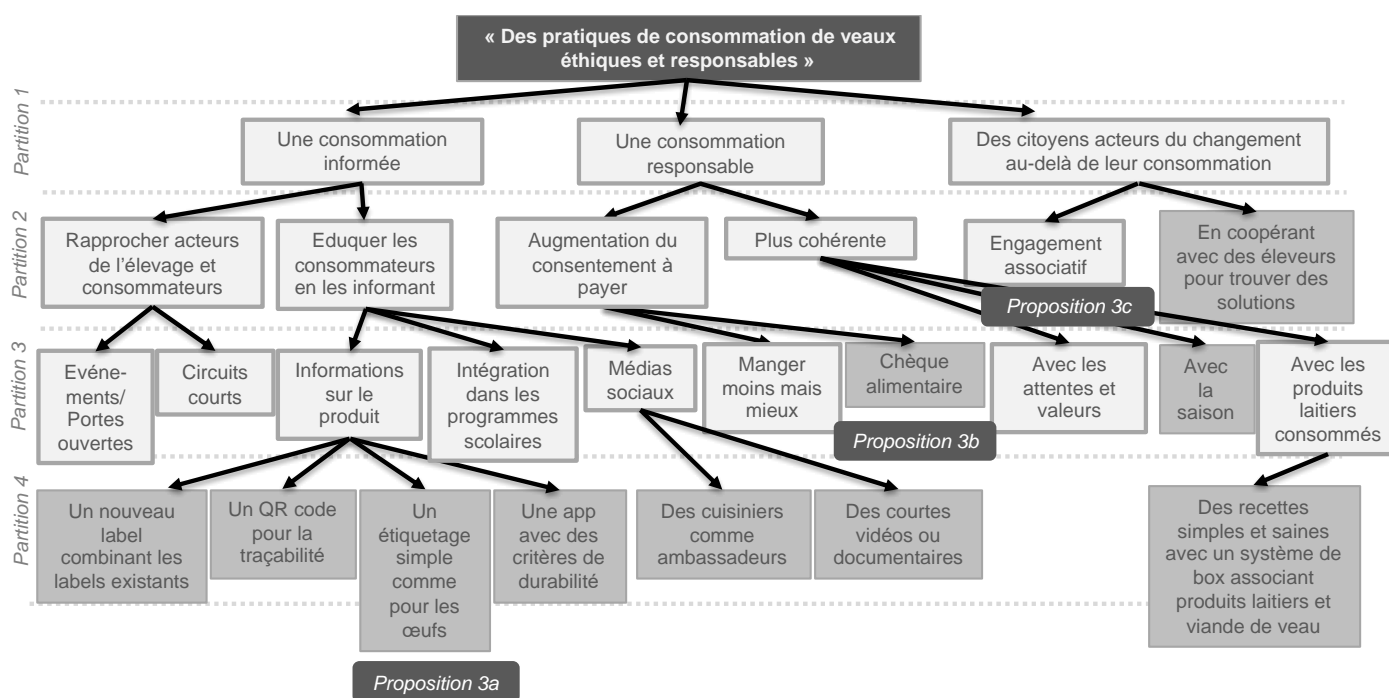 « Des pratiques de consommation de veaux
éthiques et responsables »
Partition 1
Une consommation
informée
Une consommation
responsable
Des citoyens acteurs du changement
au-delà de leur consommation
Partition 2
Rapprocher acteurs
de l'élevage et
consommateurs
Eduquer les
consommateurs
en les informant
Augmentation du
consentement à
payer
Plus cohérente
Engagement
associatif
En coopérant
avec des éleveurs
pour trouver des
solutions
Proposition 3c
Partition 3
Evéne-
ments/
Portes
ouvertes
Circuits
courts
Informations
sur le
produit
Intégration
dans les
programmes
scolaires
Médias
sociaux
Manger
moins mais
mieux
Chèque
alimentaire
Avec les
attentes et
valeurs
Avec
la
saison
Avec les
produits
laitiers
consommés
Proposition 3b
Partition 4
Un nouveau
label
combinant les
labels existants
Un QR code
pour la
traçabilité
Un
étiquetage
simple
comme
pour les
œufs
Une app
avec des
critères de
durabilité
Des cuisiniers
comme
ambassadeurs
Des courtes
vidéos ou
documentaires
Des recettes
simples et saines
avec un système de
box associant
produits laitiers et
viande de veau
Proposition 3a